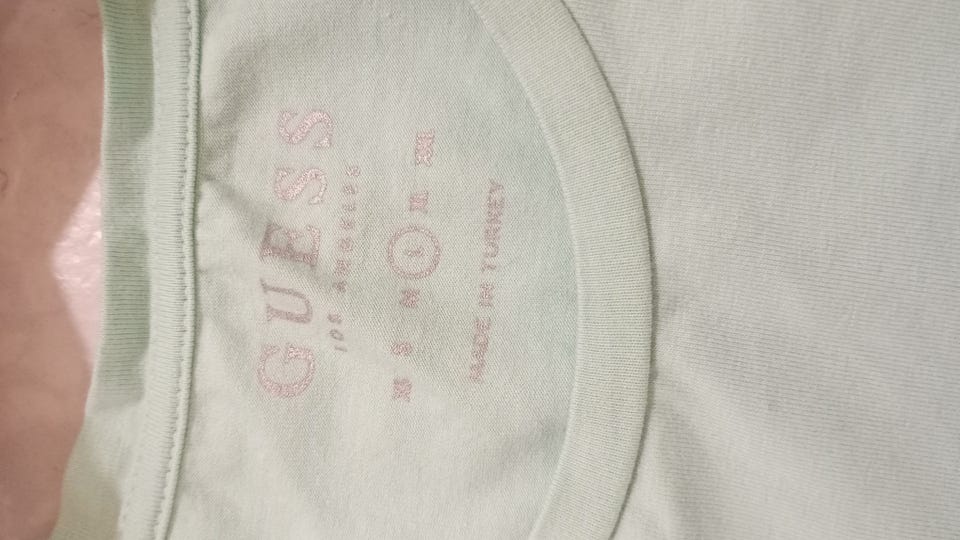 GUESS
LOS ANGELES
XS S M L XL XXL
MADE IN TURKEY